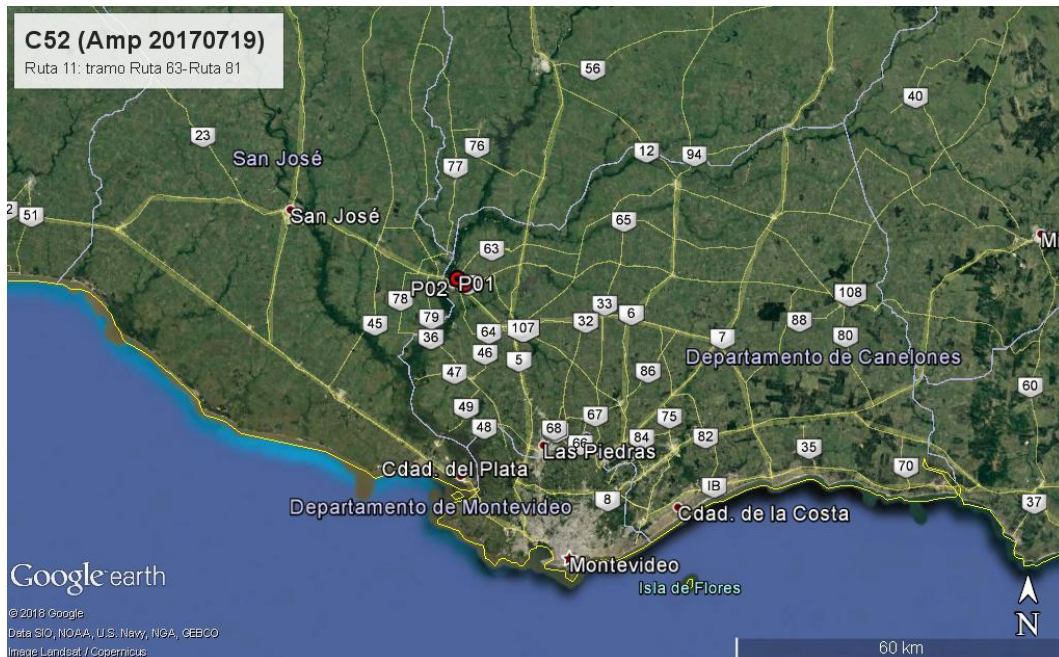 C52 (Amp 20170719)
Ruta 11: tramo Ruta 63-Ruta 81
56
40
23
76
12
94
San José
77
San José
51
65
63
P02
P01
78
108
33
45
79
32
6
88
36
64
107
7
80
46
5
Departamento de Canelones
47
86
60
49
67
75
48
68
66
84
82
35
Las Piedras
70
Cdad. del Plata
IB
8
37
Departamento de Montevideo
Cdad. de la Costa
Montevideo
Google earth
Isla de Flores
© 2018 Google
Data SIO, NOAA, U.S. Navy, NGA, GEBCO
Image Landsat / Copernicus
N
60 km